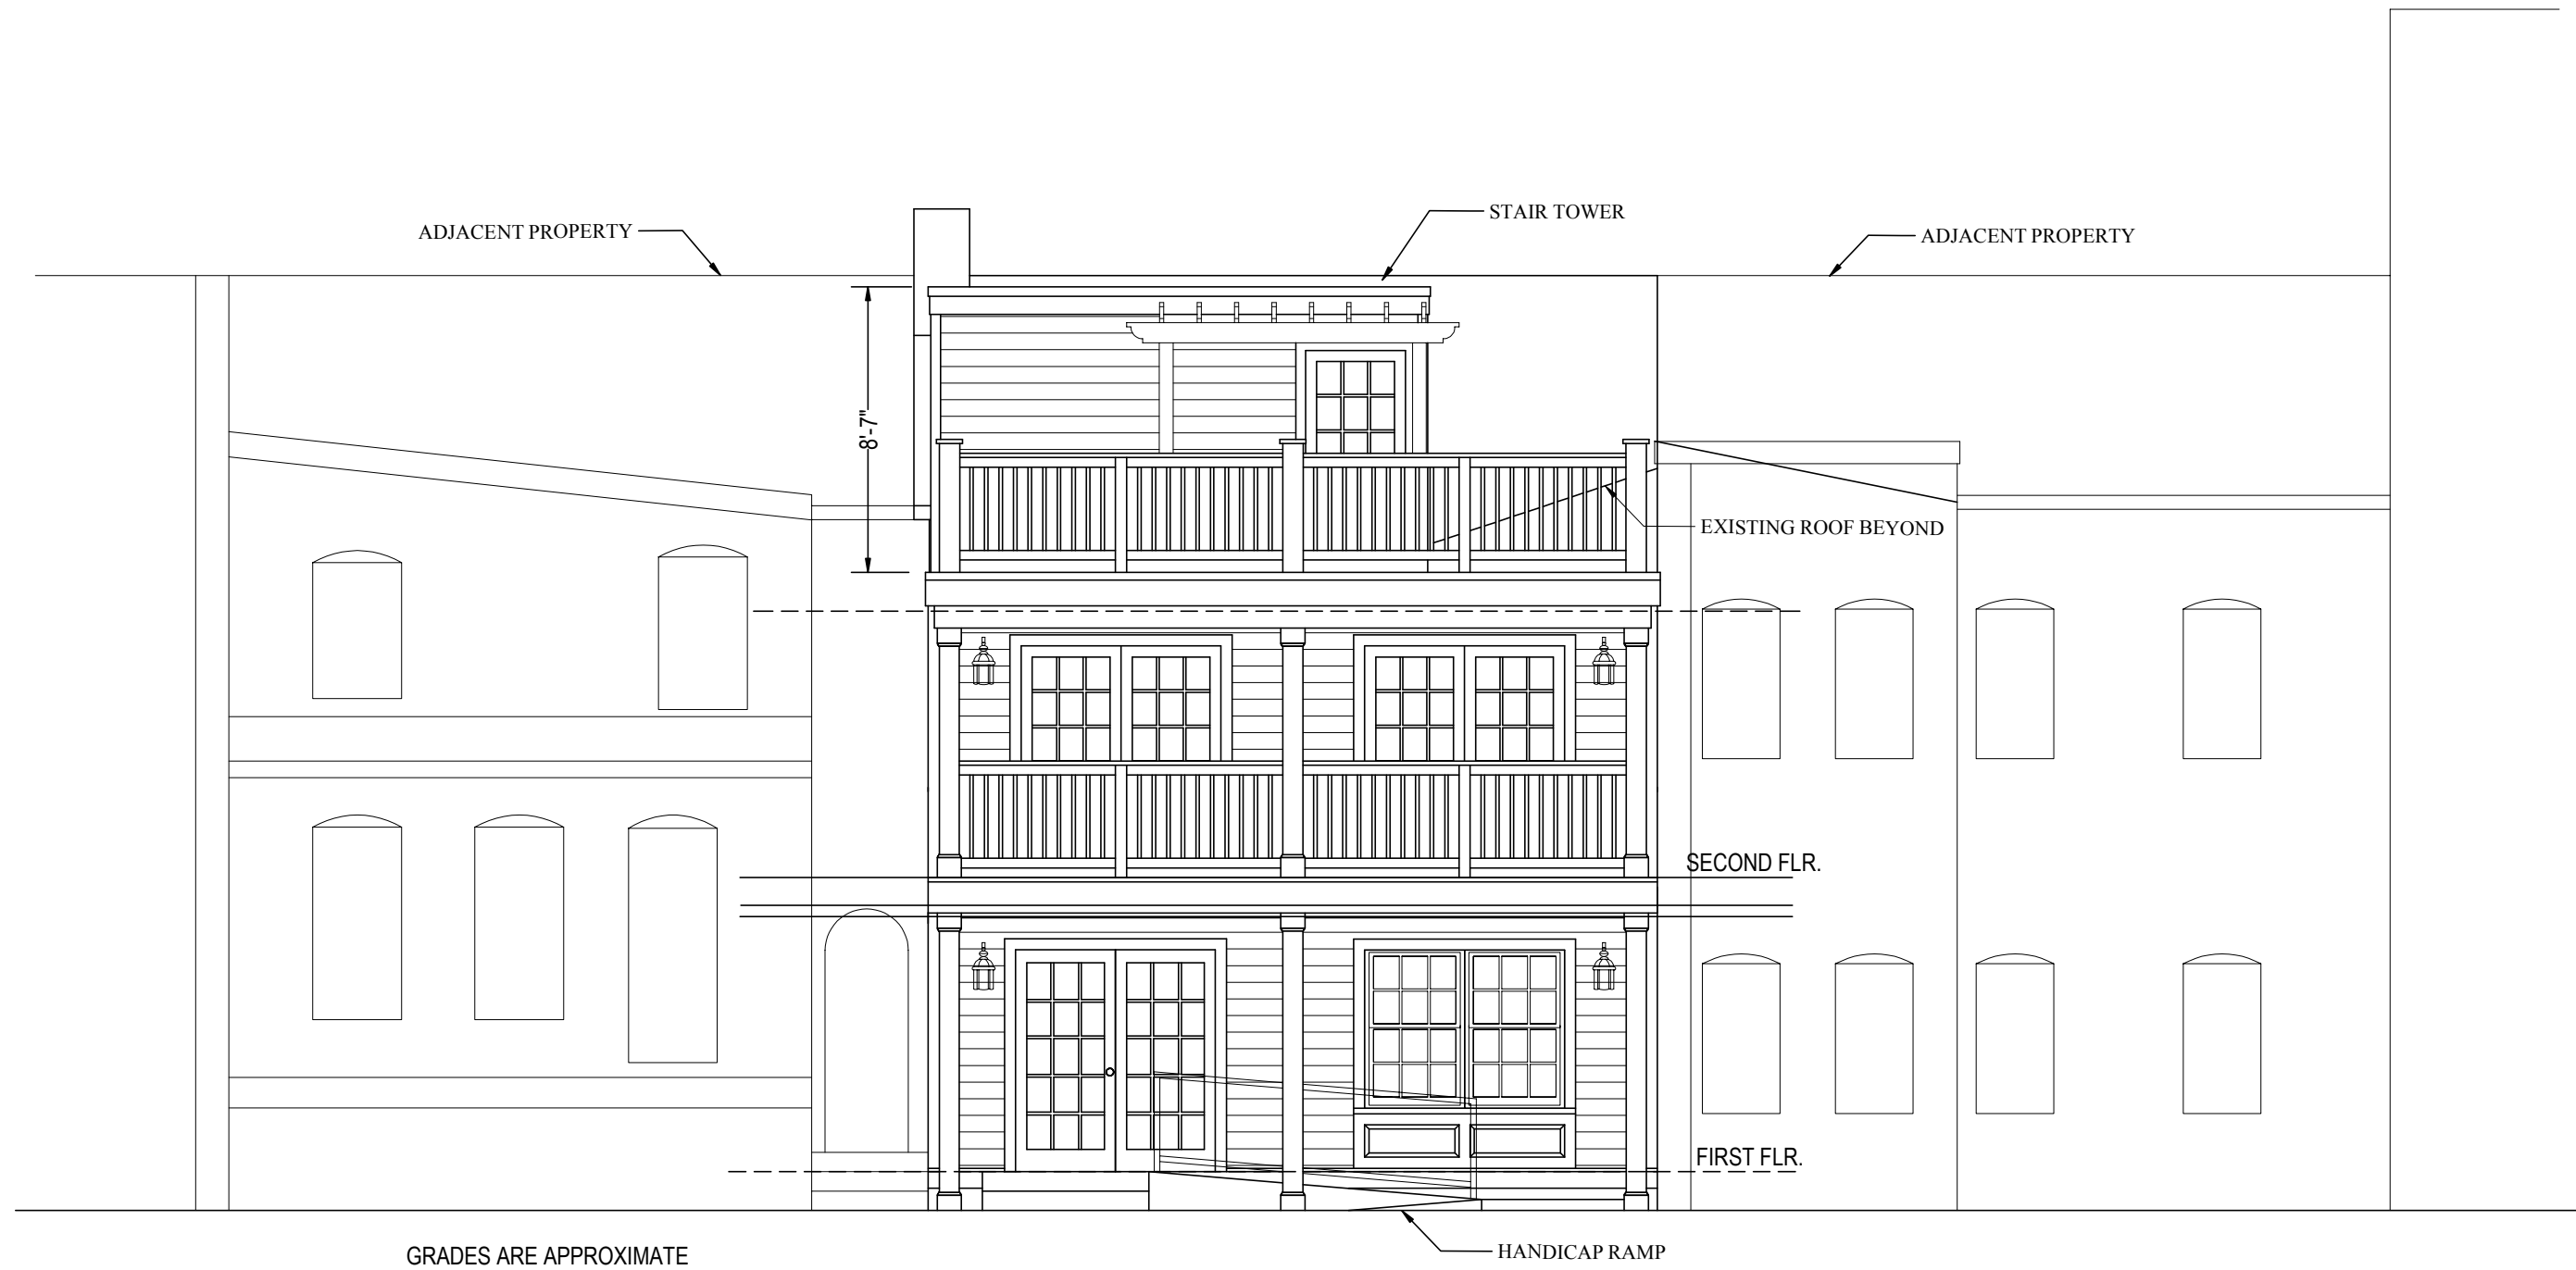 STAIR TOWER
ADJACENT PROPERTY
ADJACENT PROPERTY
8'-7"
EXISTING ROOF BEYOND
SECOND FLR.
FIRST FLR.
HANDICAP RAMP
GRADES ARE APPROXIMATE